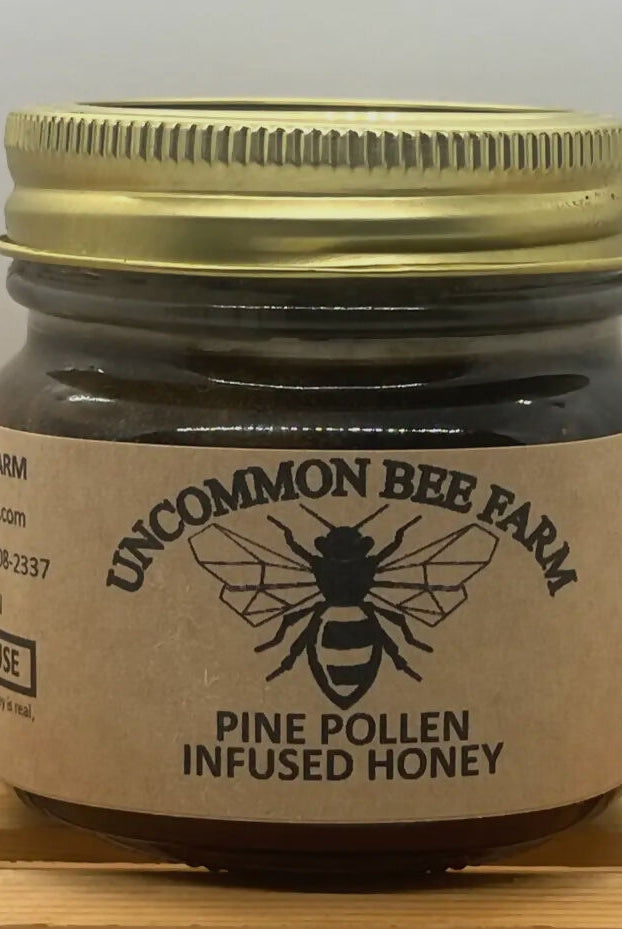 UNCOMMON BEE FARM
PINE POLLEN
INFUSED HONEY
ARM
.com
08-2337
USE
is real,